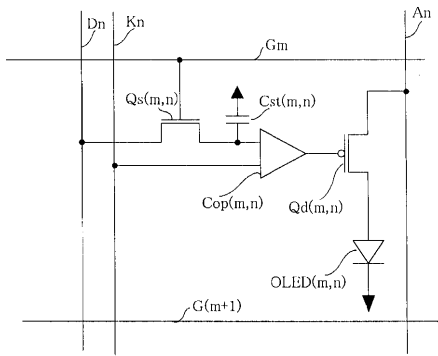 Dn
Kn
An
Gm
Qs(m,n)
Cst(m,n)
Cop(m,n)
Qd(m,n)
OLED(m,n)
G(m+1)